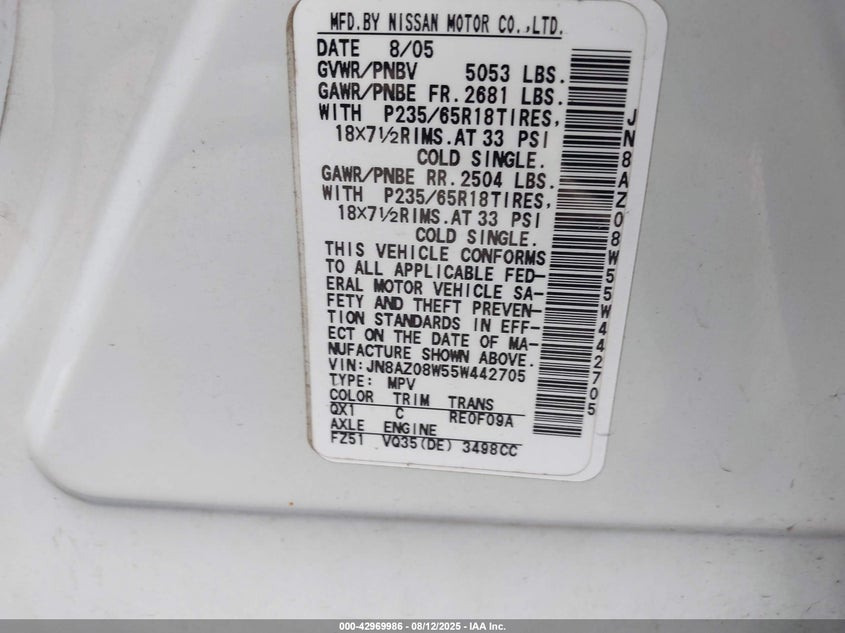 MFD.BY NISSAN MOTOR CO.,LTD.
DATE 8/05
GVWR/PNBV 5053 LBS.
GAWR/PNBE FR. 2681 LBS.
WITH P235/65R18TIRES,
18×7½RIMS.AT 33 PSI
COLD SINGLE.
GAWR/PNBE RR. 2504 LBS.
WITH P235/65R18TIRES,
18×7½RIMS.AT 33 PSI
COLD SINGLE.
THIS VEHICLE CONFORMS
TO ALL APPLICABLE FED-
ERAL MOTOR VEHICLE SA-
FETY AND THEFT PREVEN-
TION STANDARDS IN EFF-
ECT ON THE DATE OF MA-
NUFACTURE SHOWN ABOVE.
VIN:JN8AZ08W55W442705
TYPE: MPV
COLOR TRIM TRANS
QX1 C RE0F09A
AXLE ENGINE
FZ51 VQ35(DE) 3498CC
JN8AZ08W55W442705
000-42969986 - 08/12/2025 - IAA Inc.